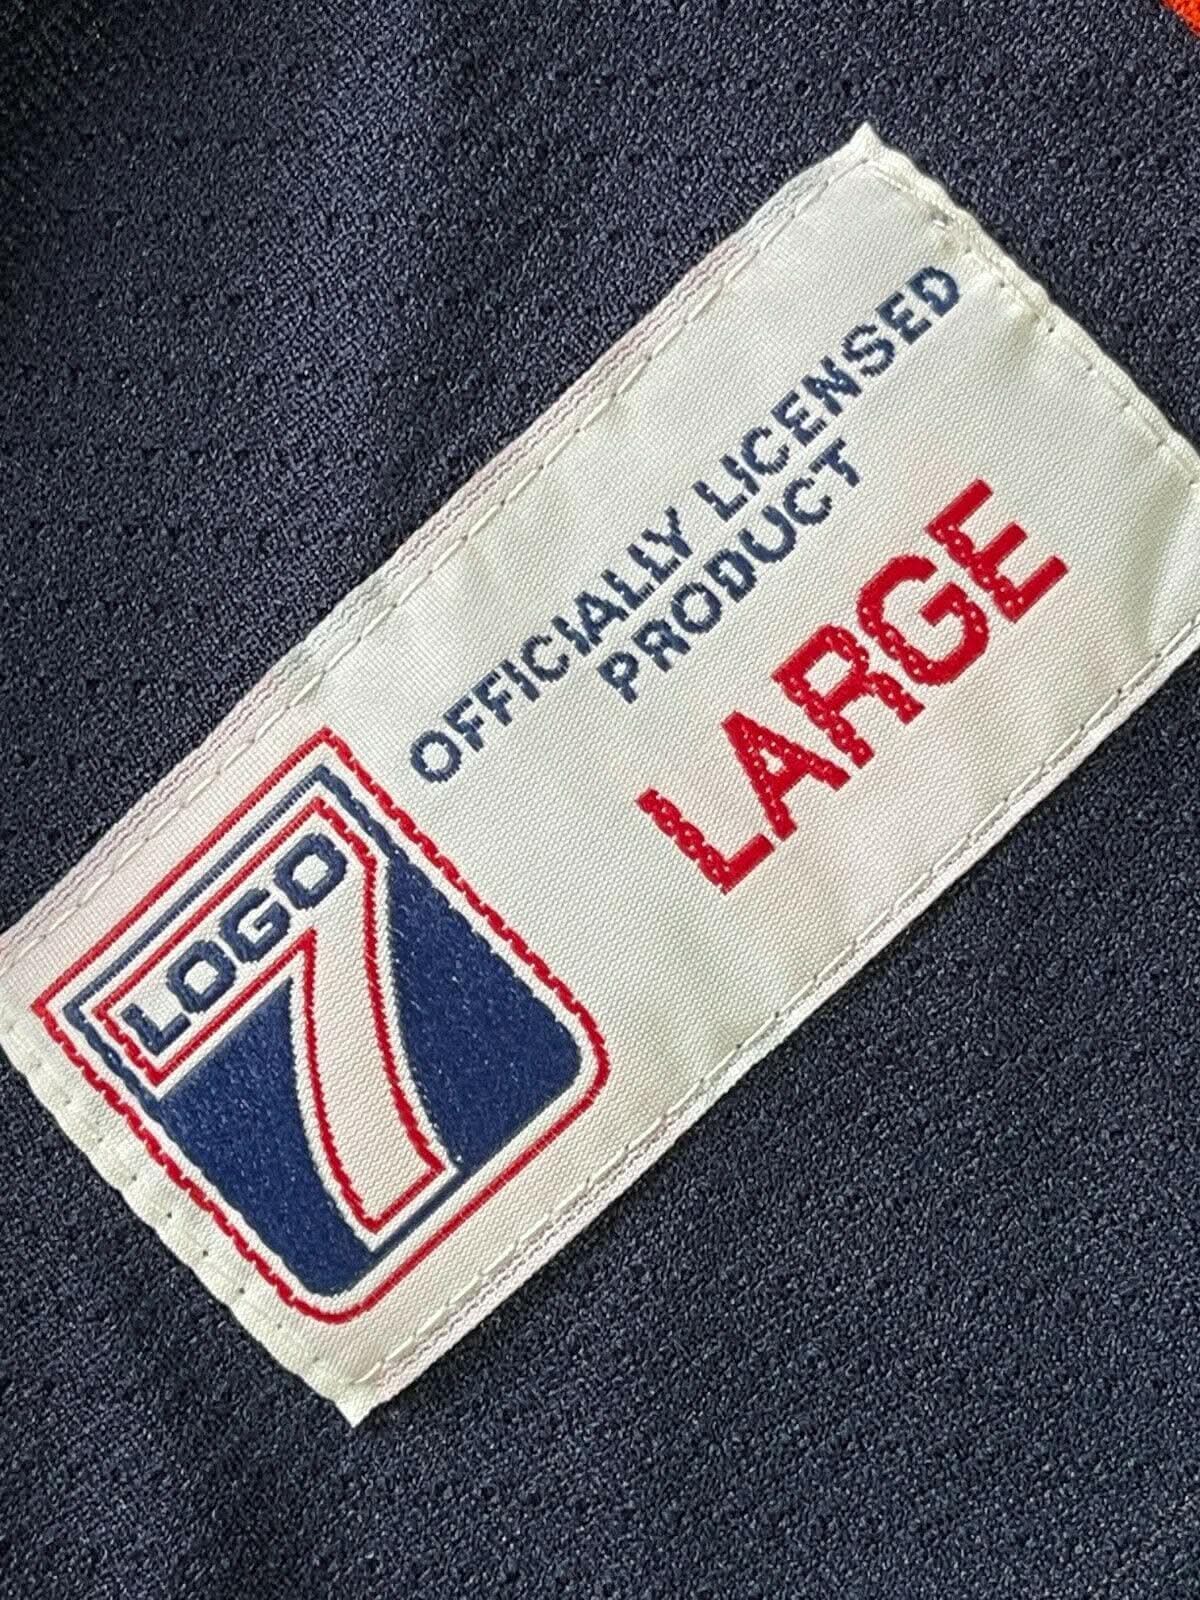 LOGO
7
OFFICIALLY LICENSED
PRODUCT
LARGE